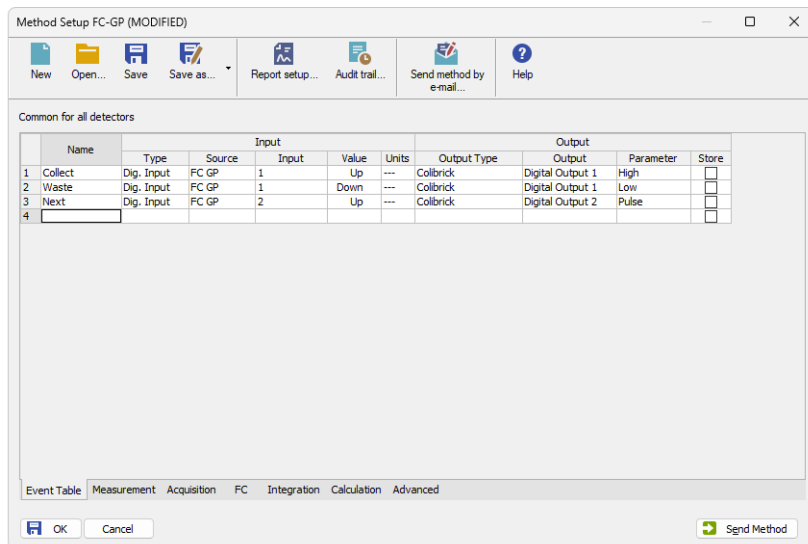 Method Setup FC-GP (MODIFIED)
New Open... Save Save as... Report setup... Audit trail... Send method by e-mail... Help
Common for all detectors
Name Input Output
Type Source Input Value Units Output Type Output Parameter Store
1 Collect Dig. Input FC GP 1 Up --- Colibrick Digital Output 1 High
2 Waste Dig. Input FC GP 1 Down --- Colibrick Digital Output 1 Low
3 Next Dig. Input FC GP 2 Up --- Colibrick Digital Output 2 Pulse
4
Event Table Measurement Acquisition FC Integration Calculation Advanced
OK Cancel Send Method